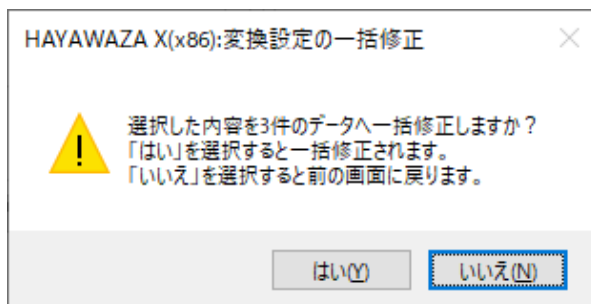 HAYAWAZA X(x86):変換設定の一括修正
選択した内容を3件のデータへ一括修正しますか？
「はい」を選択すると一括修正されます。
「いいえ」を選択すると前の画面に戻ります。
はい(Y)
いいえ(N)